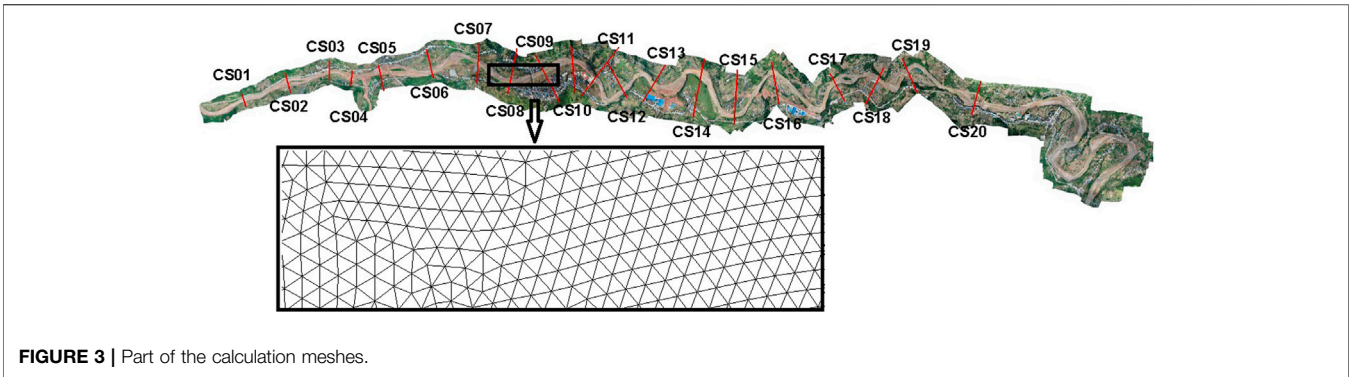 CS01
CS02
CS03
CS04
CS05
CS06
CS07
CS08
CS09
CS10
CS11
CS12
CS13
CS14
CS15
CS16
CS17
CS18
CS19
CS20
FIGURE 3 | Part of the calculation meshes.